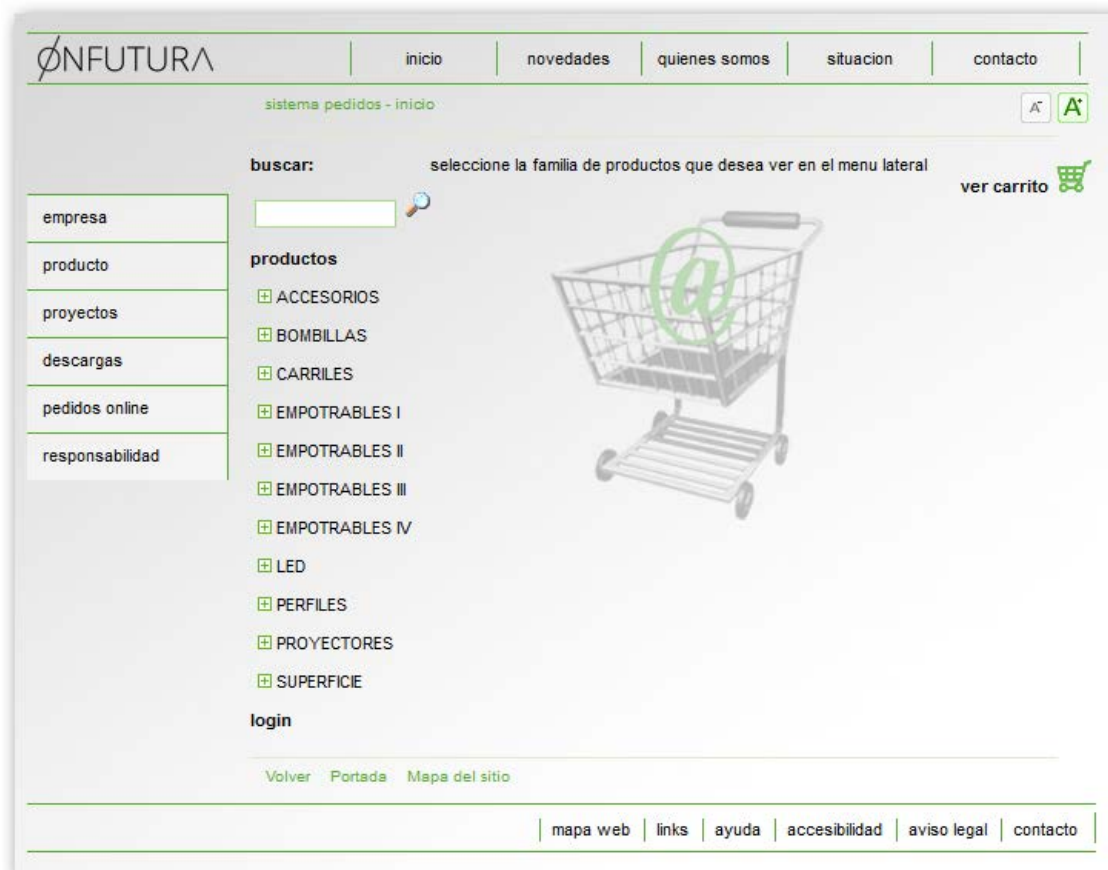 ØNFUTURA
inicio
novedades
quienes somos
situacion
contacto
sistema pedidos - inicio
A-
A+
buscar:
seleccione la familia de productos que desea ver en el menu lateral
ver carrito
empresa
producto
proyectos
descargas
pedidos online
responsabilidad
@
productos
ACCESORIOS
BOMBILLAS
CARRILES
EMPOTRABLES I
EMPOTRABLES II
EMPOTRABLES III
EMPOTRABLES IV
LED
PERFILES
PROYECTORES
SUPERFICIE
login
Volver
Portada
Mapa del sitio
mapa web
links
ayuda
accesibilidad
aviso legal
contacto